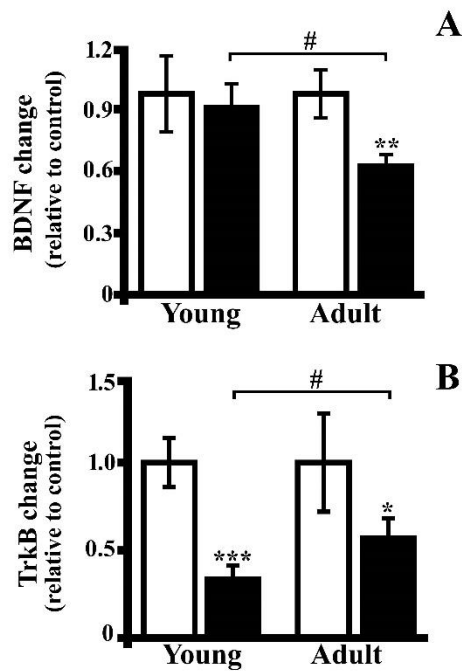 A
#
1.2
0.9
0.6
0.3
0
BDNF change
(relative to control)
**
Young
Adult
B
#
1.5
1.0
0.5
0
TrkB change
(relative to control)
***
*
Young
Adult